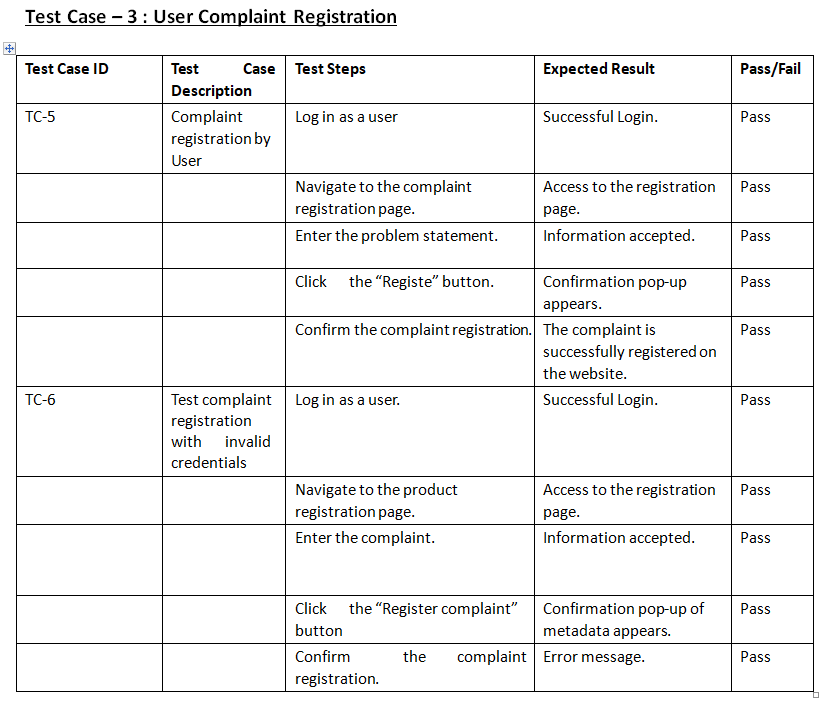 Test Case – 3 : User Complaint Registration
Test Case ID Test Case Description Test Steps Expected Result Pass/Fail
TC-5 Complaint registration by User Log in as a user Successful Login. Pass
Navigate to the complaint registration page. Access to the registration page. Pass
Enter the problem statement. Information accepted. Pass
Click the “Registe” button. Confirmation pop-up appears. Pass
Confirm the complaint registration. The complaint is successfully registered on the website. Pass
TC-6 Test complaint registration with invalid credentials Log in as a user. Successful Login. Pass
Navigate to the product registration page. Access to the registration page. Pass
Enter the complaint. Information accepted. Pass
Click the “Register complaint” button Confirmation pop-up of metadata appears. Pass
Confirm the complaint registration. Error message. Pass